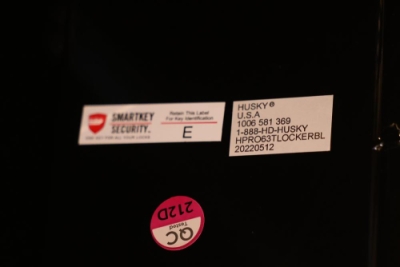 SMARTKEY
SECURITY.
Retain This Label
For Key Identification
E
HUSKY®
U.S.A
1006 581 369
1-888-HD-HUSKY
HPRO63TLOCKERBL
20220512
QC
Tested
212D